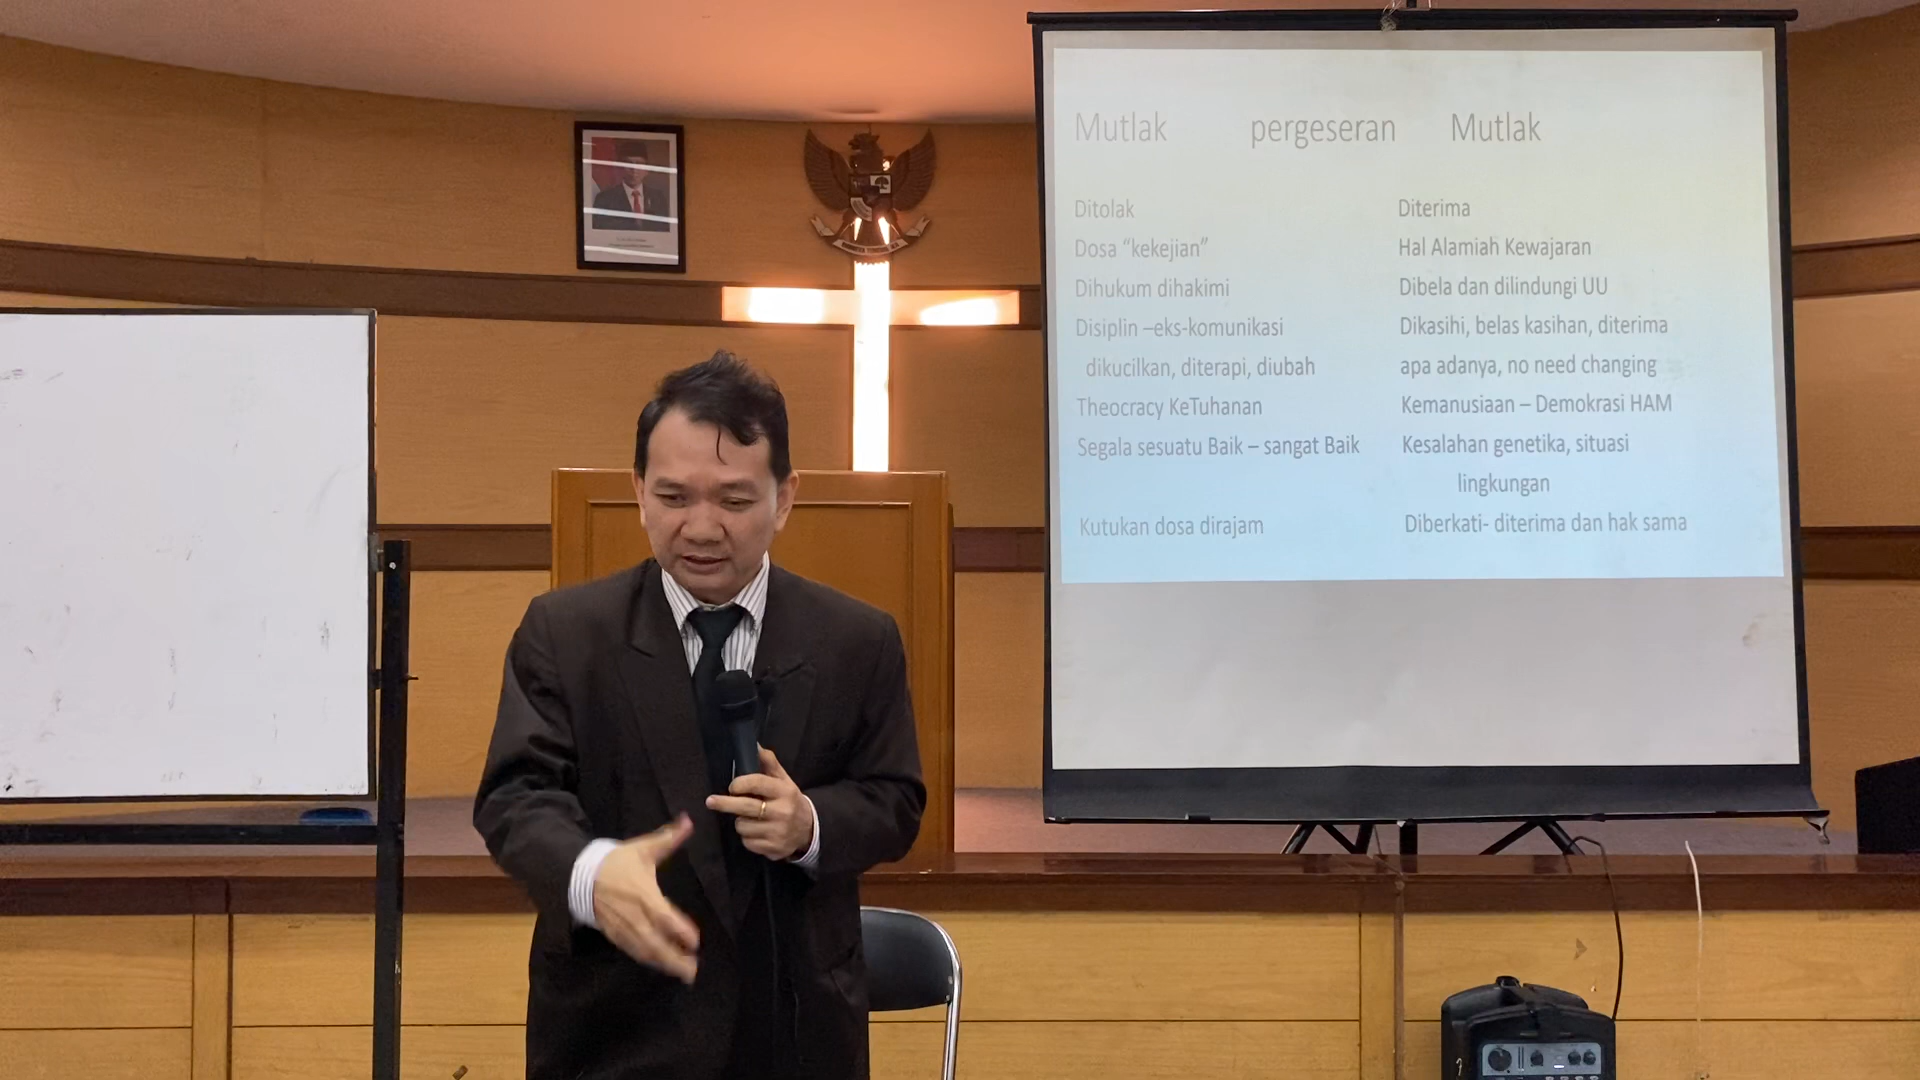 Mutlak pergeseran Mutlak
Ditolak Diterima
Dosa “kekejian” Hal Alamiah Kewajaran
Dihukum dihakimi Dibela dan dilindungi UU
Disiplin –eks-komunikasi Dikasihi, belas kasihan, diterima
dikucilkan, diterapi, diubah apa adanya, no need changing
Theocracy KeTuhanan Kemanusiaan – Demokrasi HAM
Segala sesuatu Baik – sangat Baik Kesalahan genetika, situasi
lingkungan
Kutukan dosa dirajam Diberkati- diterima dan hak sama